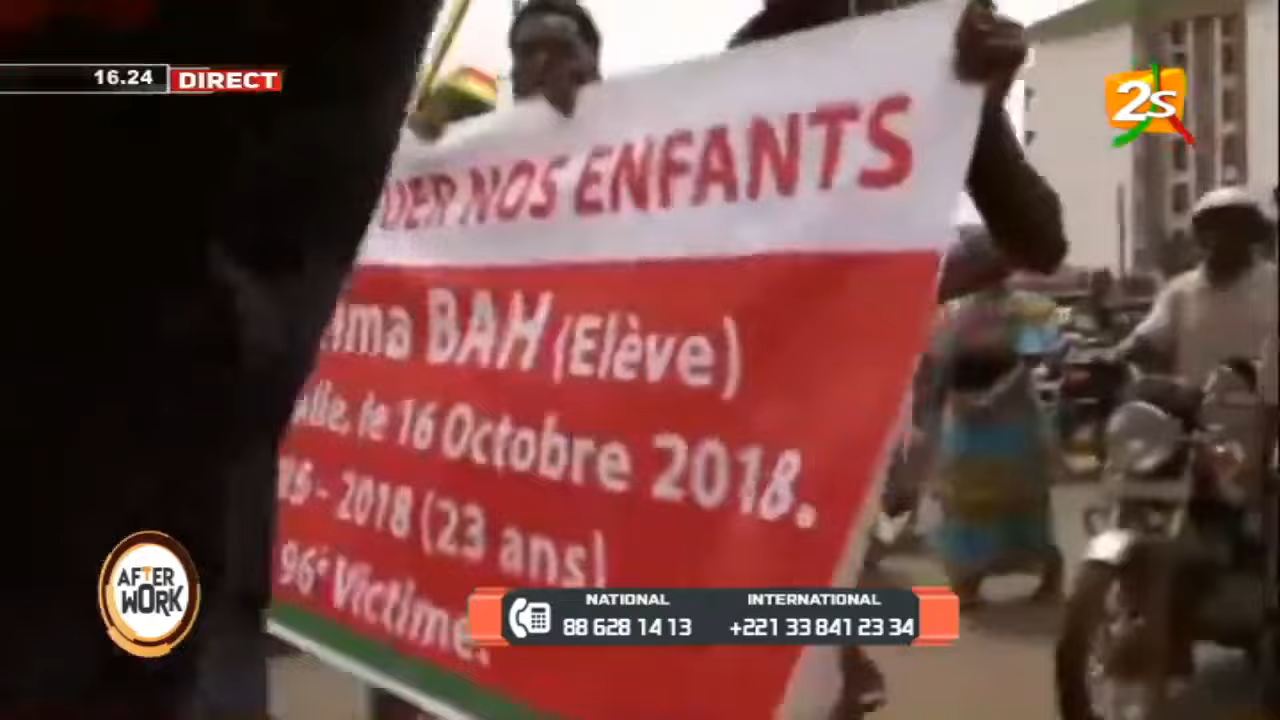 16.24 DIRECT
2s
NOS ENFANTS
BAH (Elève)
le 16 Octobre 2018.
- 2018 (23 ans)
96e Victime.
AFTER
WORK
NATIONAL INTERNATIONAL
88 628 14 13 +221 33 841 23 34